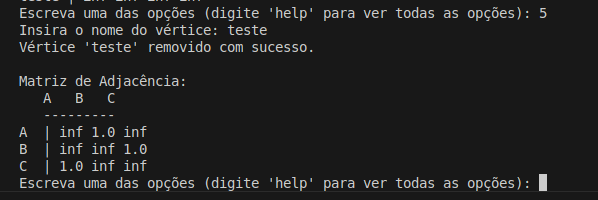 Escreva uma das opções (digite 'help' para ver todas as opções): 5
Insira o nome do vértice: teste
Vértice 'teste' removido com sucesso.
Matriz de Adjacência:
A B C
---------
A | inf 1.0 inf
B | inf inf 1.0
C | 1.0 inf inf
Escreva uma das opções (digite 'help' para ver todas as opções):